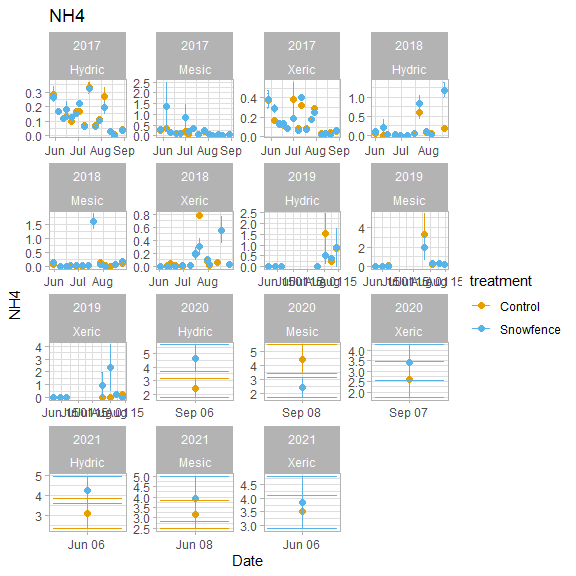 NH4
2017 2017 2017 2018
Hydric Mesic Xeric Hydric
0.3 0.2 0.1 0.0
2.5 2.0 1.5 1.0 0.5 0.0
0.4 0.2 0.0
1.5 1.0 0.5 0.0
Jun Jul Aug Sep Jun Jul Aug Sep Jun Jul Aug Sep Jun Jul Aug
2018 2018 2019 2019
Mesic Xeric Hydric Mesic
1.5 1.0 0.5 0.0
0.8 0.6 0.4 0.2 0.0
2.5 2.0 1.5 1.0 0.5 0.0
4 2 0
Jun Jul Aug Jun Jul Aug
2019 2020 2020 2020
Xeric Hydric Mesic Xeric
4 3 2 1 0
5 4 3 2
5 4 3 2
4.0 3.5 3.0 2.5 2.0
Sep 06 Sep 08 Sep 07
2021 2021 2021
Hydric Mesic Xeric
5 4 3
5.0 4.5 4.0 3.5 3.0 2.5
4.5 4.0 3.5 3.0
Jun 06 Jun 08 Jun 06
Date
NH4
treatment
Control
Snowfence